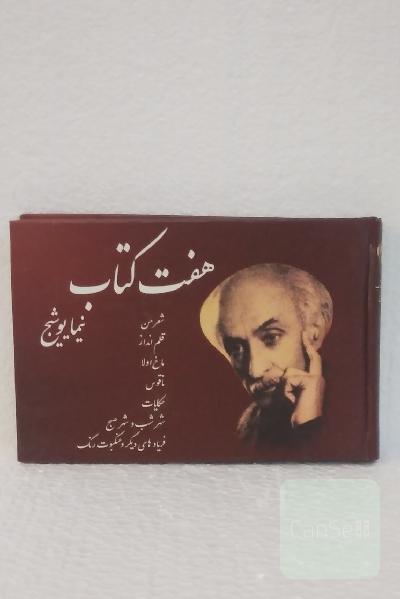 هفت کتاب
نیما یوشیج
شعر من
قلم انداز
ماخ اولا
ناقوس
حکایات
شهر شب و شهر صبح
فریادهای دیگر و عنکبوت رنگ
CanSe